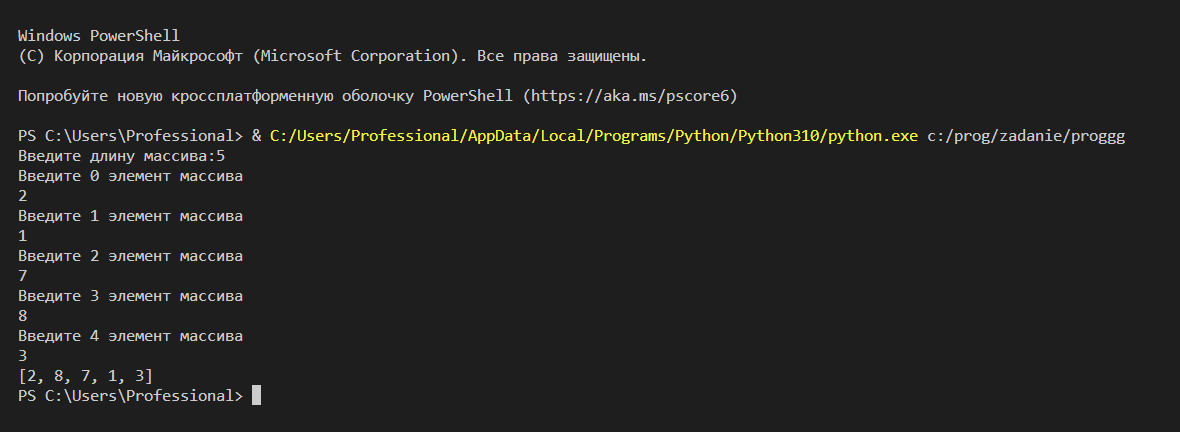 Windows PowerShell
(C) Корпорация Майкрософт (Microsoft Corporation). Все права защищены.
Попробуйте новую кроссплатформенную оболочку PowerShell (https://aka.ms/pscore6)
PS C:\Users\Professional> & C:/Users/Professional/AppData/Local/Programs/Python/Python310/python.exe c:/prog/zadanie/proggg
Введите длину массива:5
Введите 0 элемент массива
2
Введите 1 элемент массива
1
Введите 2 элемент массива
7
Введите 3 элемент массива
8
Введите 4 элемент массива
3
[2, 8, 7, 1, 3]
PS C:\Users\Professional>